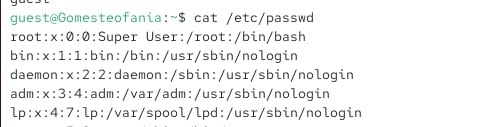 guest
guest@Gomesteofania:~$ cat /etc/passwd
root:x:0:0:Super User:/root:/bin/bash
bin:x:1:1:bin:/bin:/usr/sbin/nologin
daemon:x:2:2:daemon:/sbin:/usr/sbin/nologin
adm:x:3:4:adm:/var/adm:/usr/sbin/nologin
lp:x:4:7:lp:/var/spool/lpd:/usr/sbin/nologin